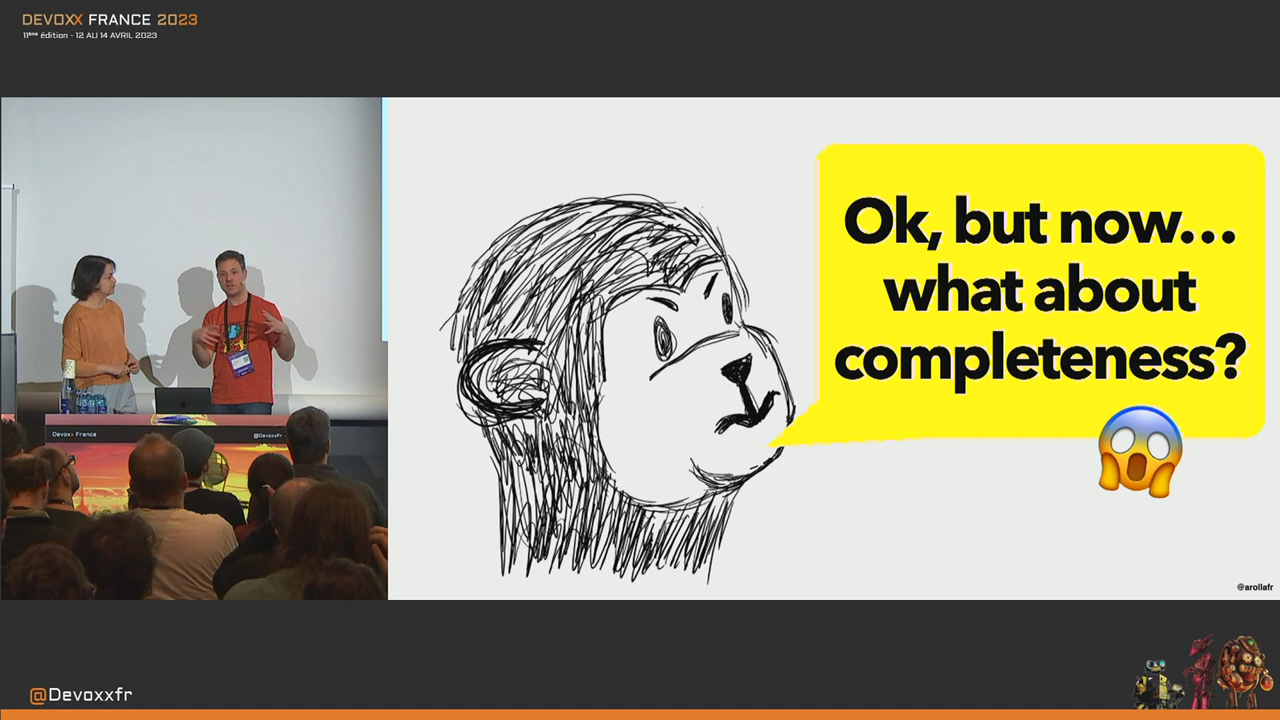 DEVOXX FRANCE 2023
11ème édition - 12 AU 14 AVRIL 2023
Ok, but now...
what about
completeness?
Devoxx France
@DevoxxFr
@arollafr
@Devoxxfr